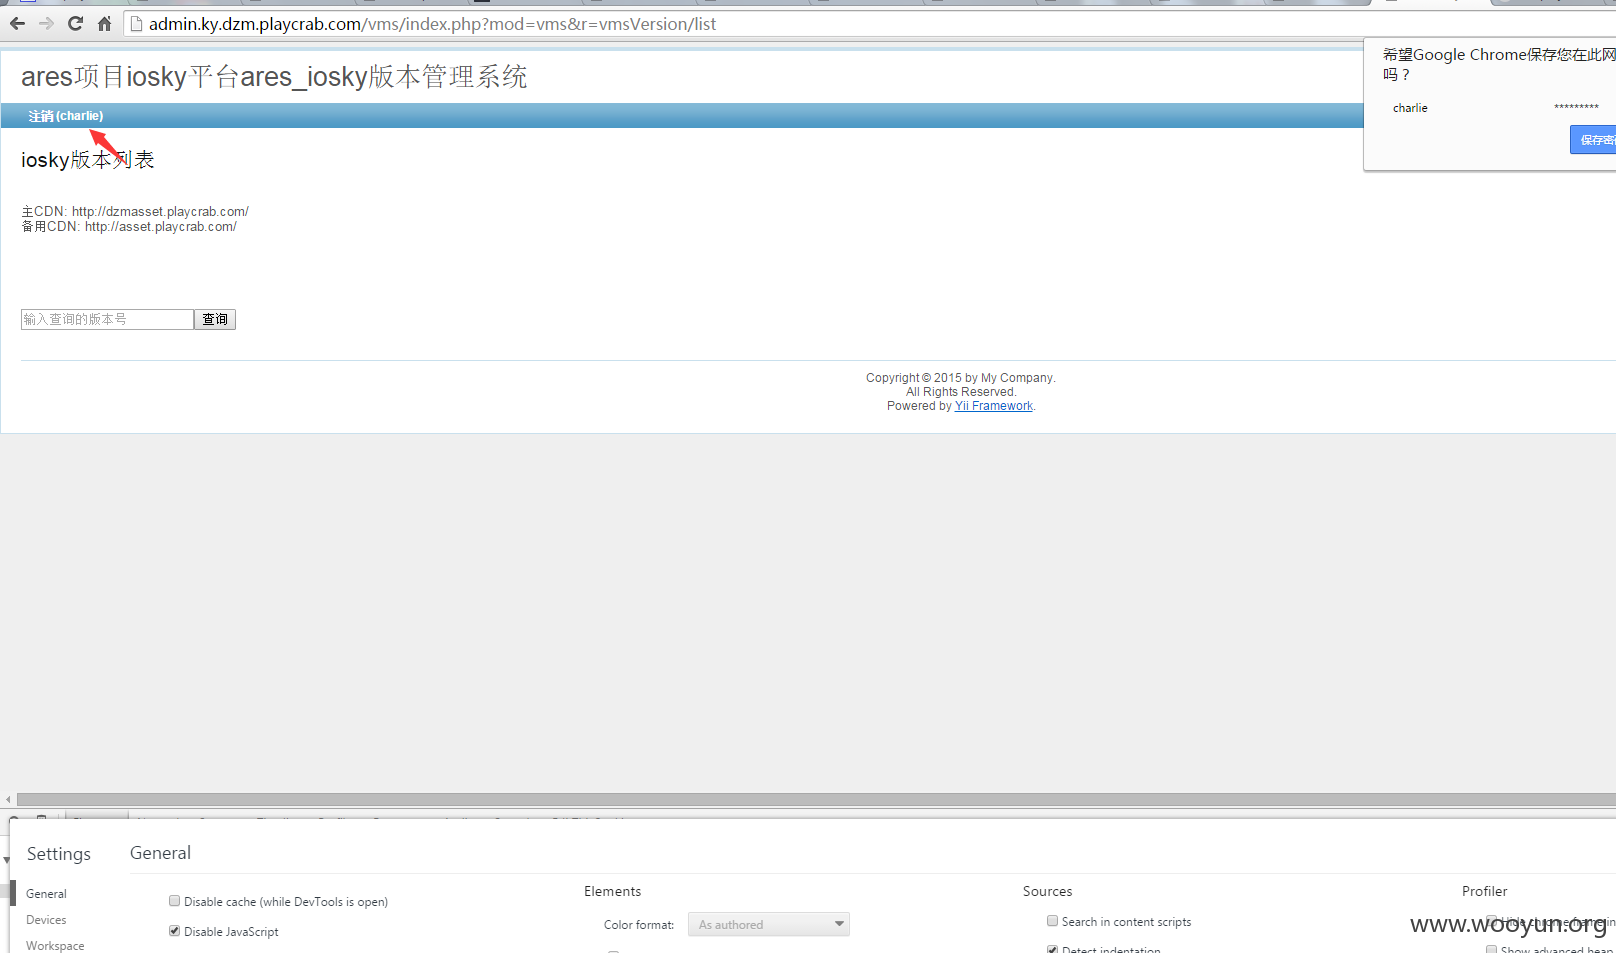 admin.ky.dzm.playcrab.com/vms/index.php?mod=vms&r=vmsVersion/list
希望Google Chrome保存您在此网
吗？
charlie *********
保存密
ares项目iosky平台ares_iosky版本管理系统
注销 (charlie)
iosky版本列表
主CDN: http://dzmasset.playcrab.com/
备用CDN: http://asset.playcrab.com/
输入查询的版本号 查询
Copyright © 2015 by My Company.
All Rights Reserved.
Powered by Yii Framework.
Settings
General
Devices
Workspace
General
Disable cache (while DevTools is open)
Disable JavaScript
Elements
Color format: As authored
Sources
Search in content scripts
Detect indentation
Profiler
Hide chrome:frame in
Show advanced heap
www.wooyun.org